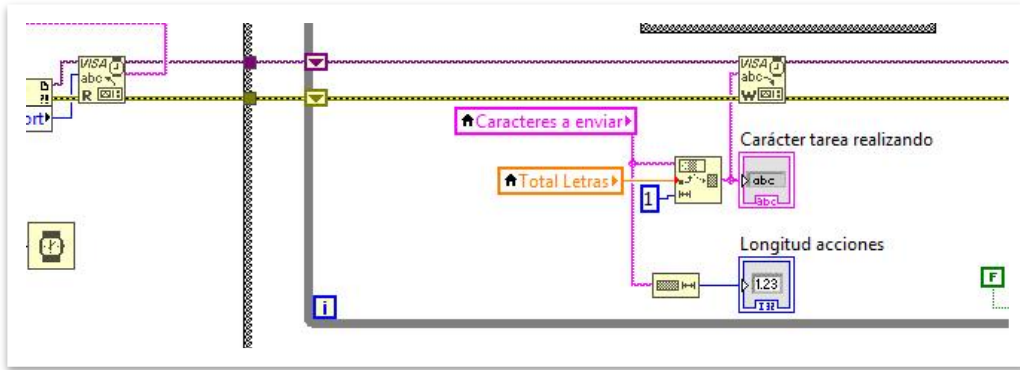 VISA
abc
R
ort
VISA
abc
W
Caracteres a enviar
Carácter tarea realizando
Total Letras
abc
abc
1
Longitud acciones
1.23
I32
F
i